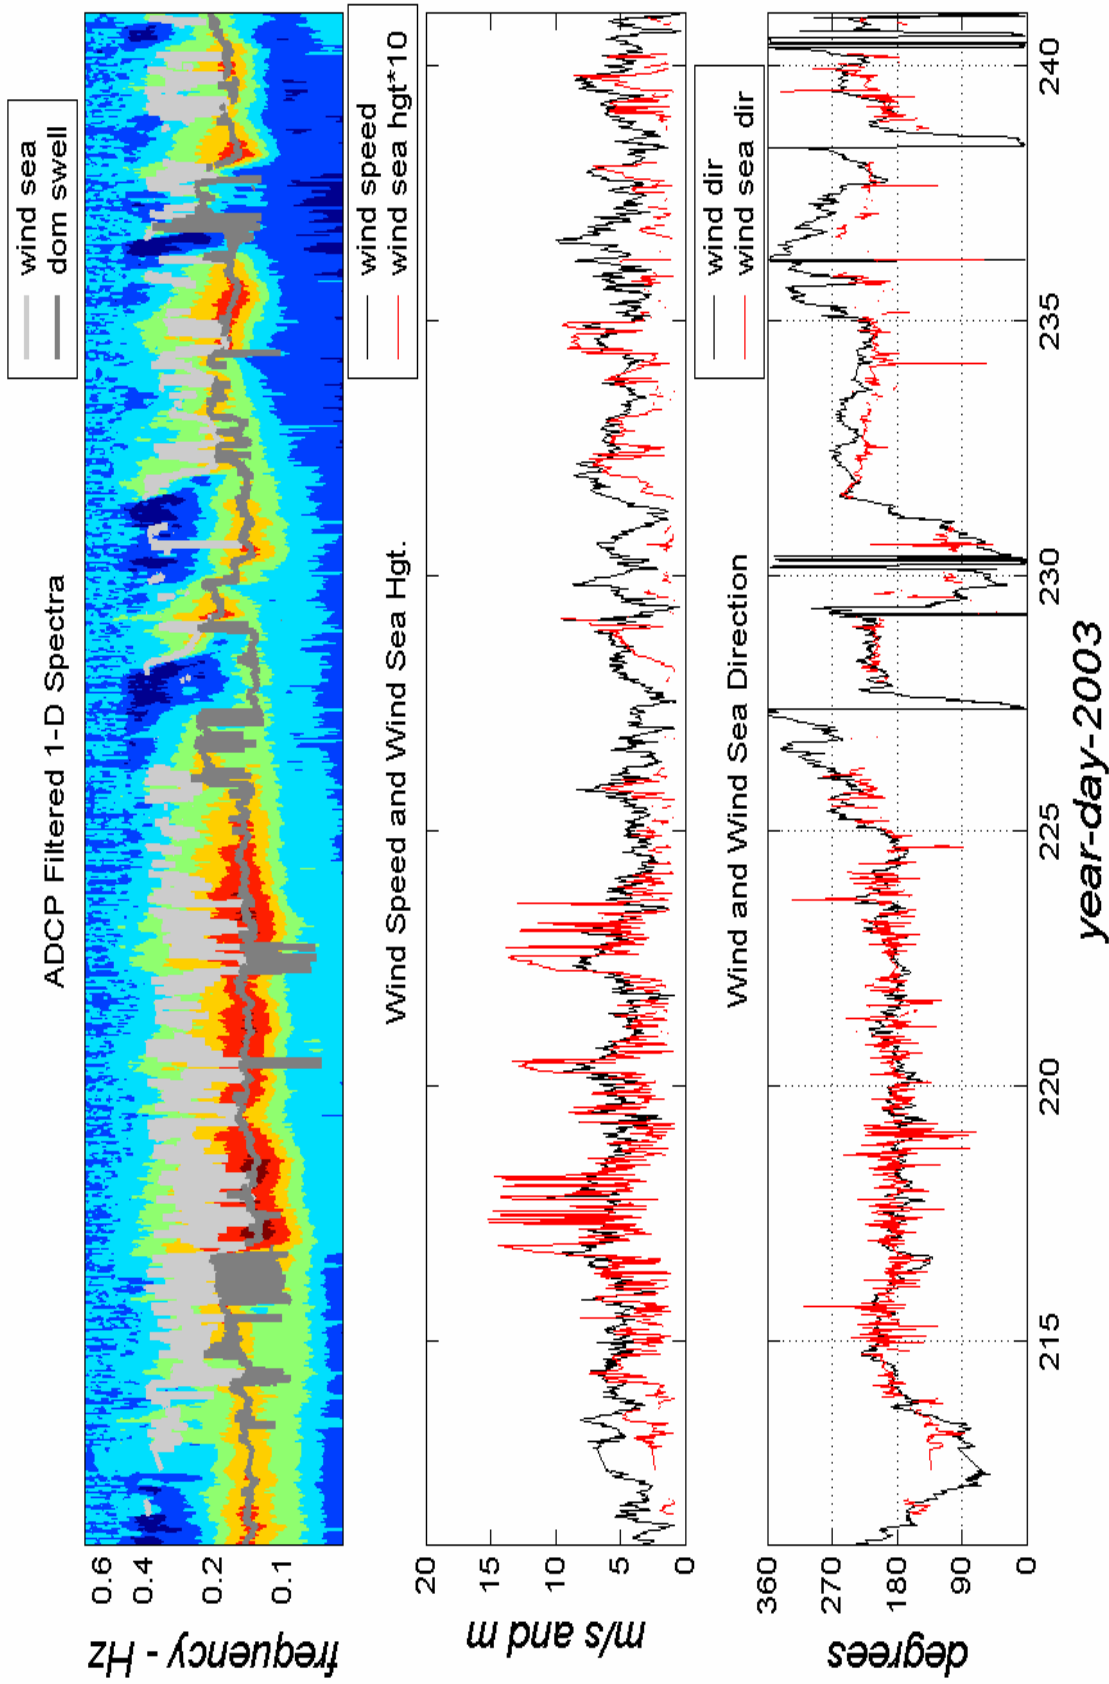 ADCP Filtered 1-D Spectra
wind sea
dom swell
0.6
0.4
0.2
0.1
frequency - Hz
Wind Speed and Wind Sea Hgt.
wind speed
wind sea hgt*10
20
15
10
5
0
m/s and m
Wind and Wind Sea Direction
wind dir
wind sea dir
360
270
180
90
0
degrees
215
220
225
230
235
240
year-day-2003